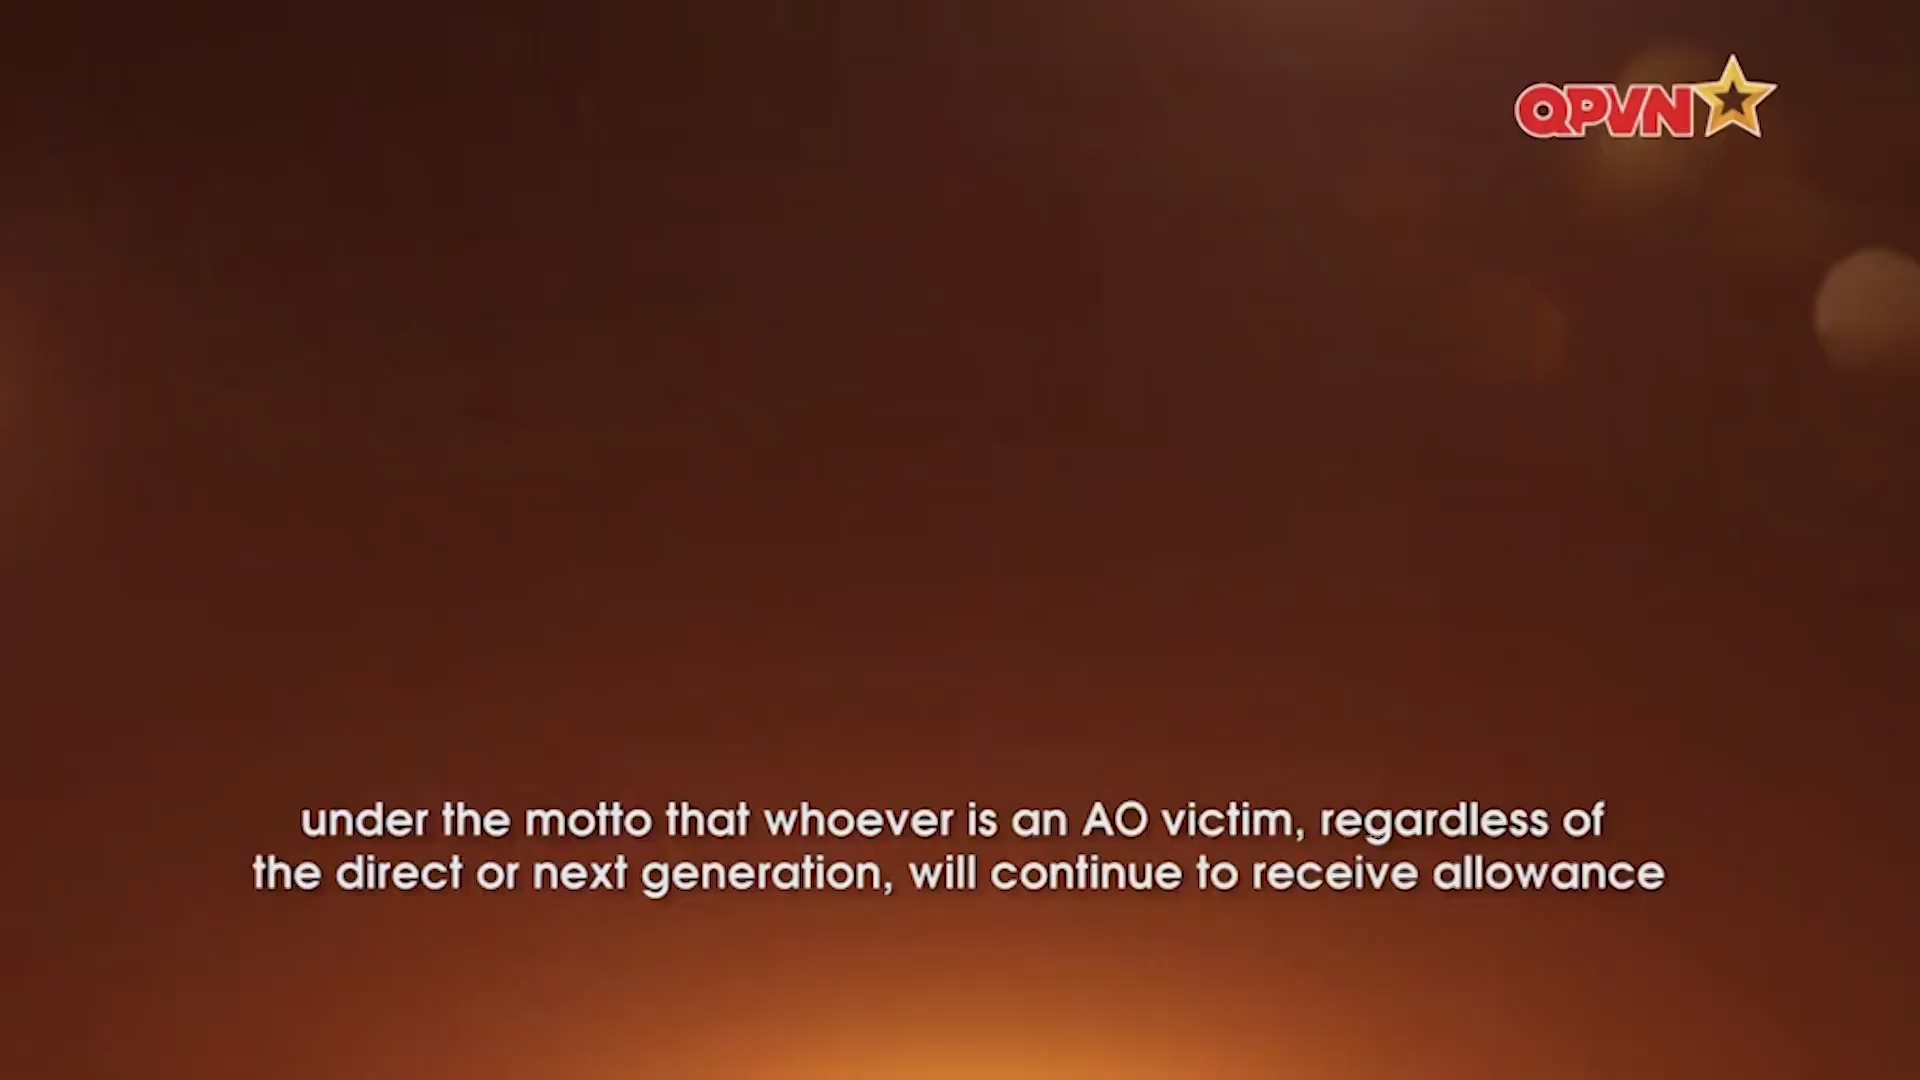 QPVN
under the motto that whoever is an AO victim, regardless of
the direct or next generation, will continue to receive allowance